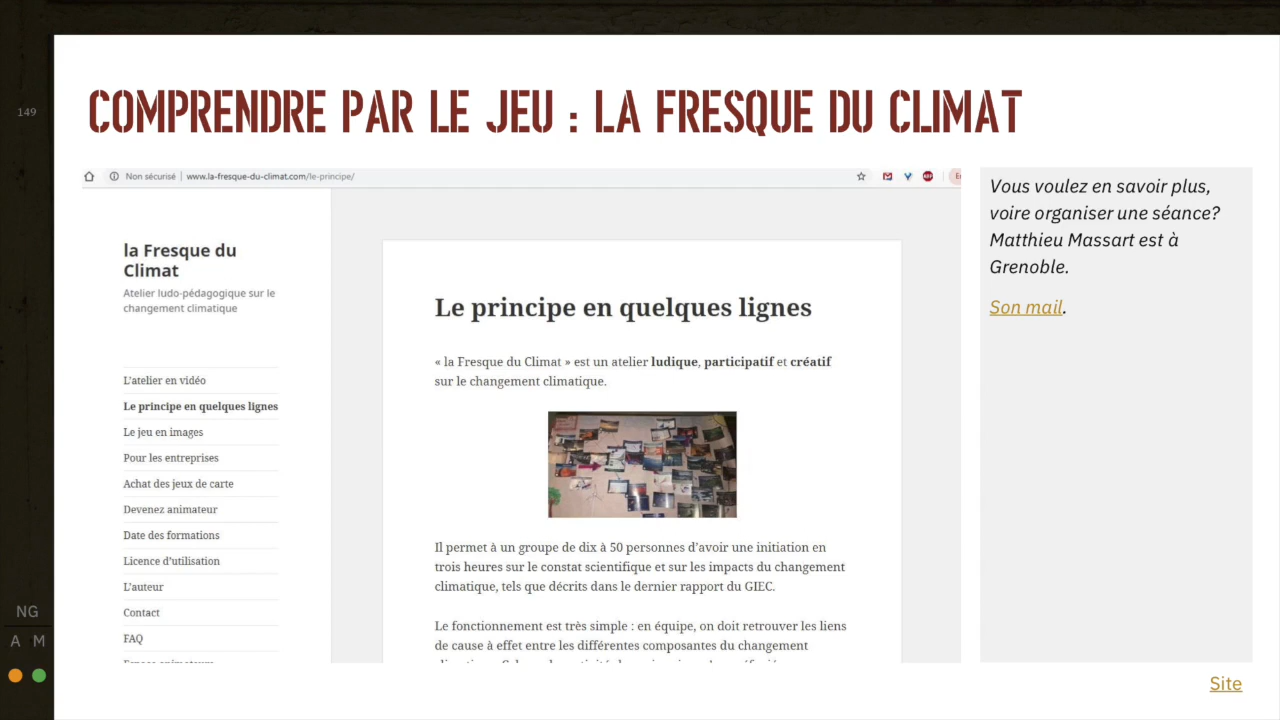 149
COMPRENDRE PAR LE JEU : LA FRESQUE DU CLIMAT
Non sécurisé | www.la-fresque-du-climat.com/le-principe/
la Fresque du
Climat
Atelier ludo-pédagogique sur le
changement climatique
L'atelier en vidéo
Le principe en quelques lignes
Le jeu en images
Pour les entreprises
Achat des jeux de carte
Devenez animateur
Date des formations
Licence d'utilisation
L'auteur
Contact
FAQ
Le principe en quelques lignes
« la Fresque du Climat » est un atelier ludique, participatif et créatif
sur le changement climatique.
Il permet à un groupe de dix à 50 personnes d'avoir une initiation en
trois heures sur le constat scientifique et sur les impacts du changement
climatique, tels que décrits dans le dernier rapport du GIEC.
Le fonctionnement est très simple : en équipe, on doit retrouver les liens
de cause à effet entre les différentes composantes du changement
Vous voulez en savoir plus,
voire organiser une séance?
Matthieu Massart est à
Grenoble.
Son mail.
NG
A M
Site